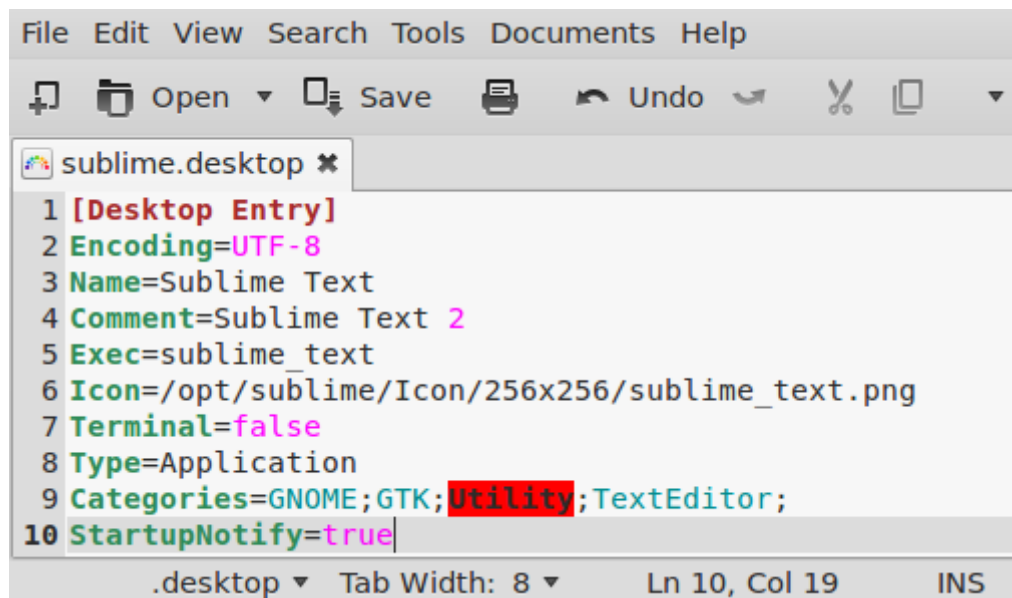 File Edit View Search Tools Documents Help
Open Save Undo
sublime.desktop
1 [Desktop Entry]
2 Encoding=UTF-8
3 Name=Sublime Text
4 Comment=Sublime Text 2
5 Exec=sublime_text
6 Icon=/opt/sublime/Icon/256x256/sublime_text.png
7 Terminal=false
8 Type=Application
9 Categories=GNOME;GTK;Utility;TextEditor;
10 StartupNotify=true
.desktop Tab Width: 8 Ln 10, Col 19 INS